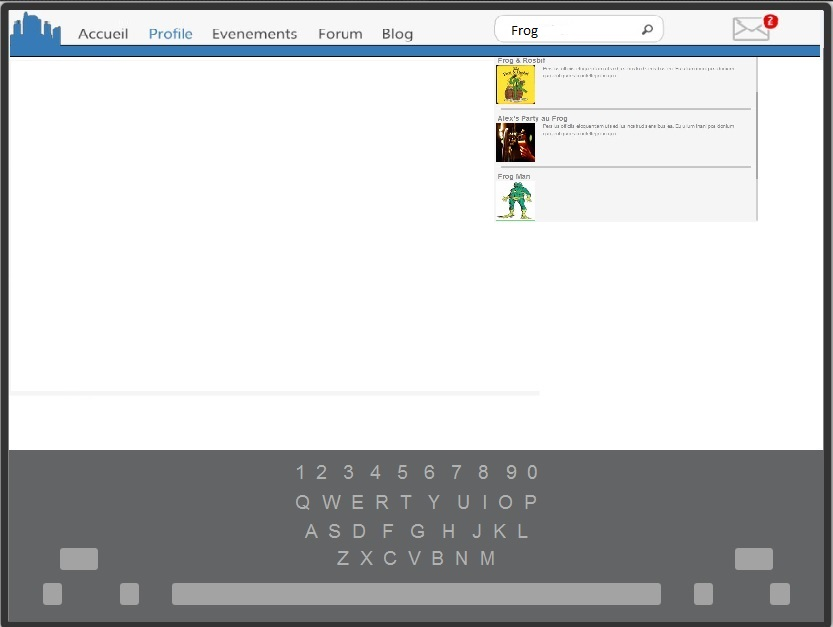 Accueil Profile Evenements Forum Blog Frog 2
Frog & Rosbif
Alex's Party au Frog
Frog Man
1 2 3 4 5 6 7 8 9 0
Q W E R T Y U I O P
A S D F G H J K L
Z X C V B N M